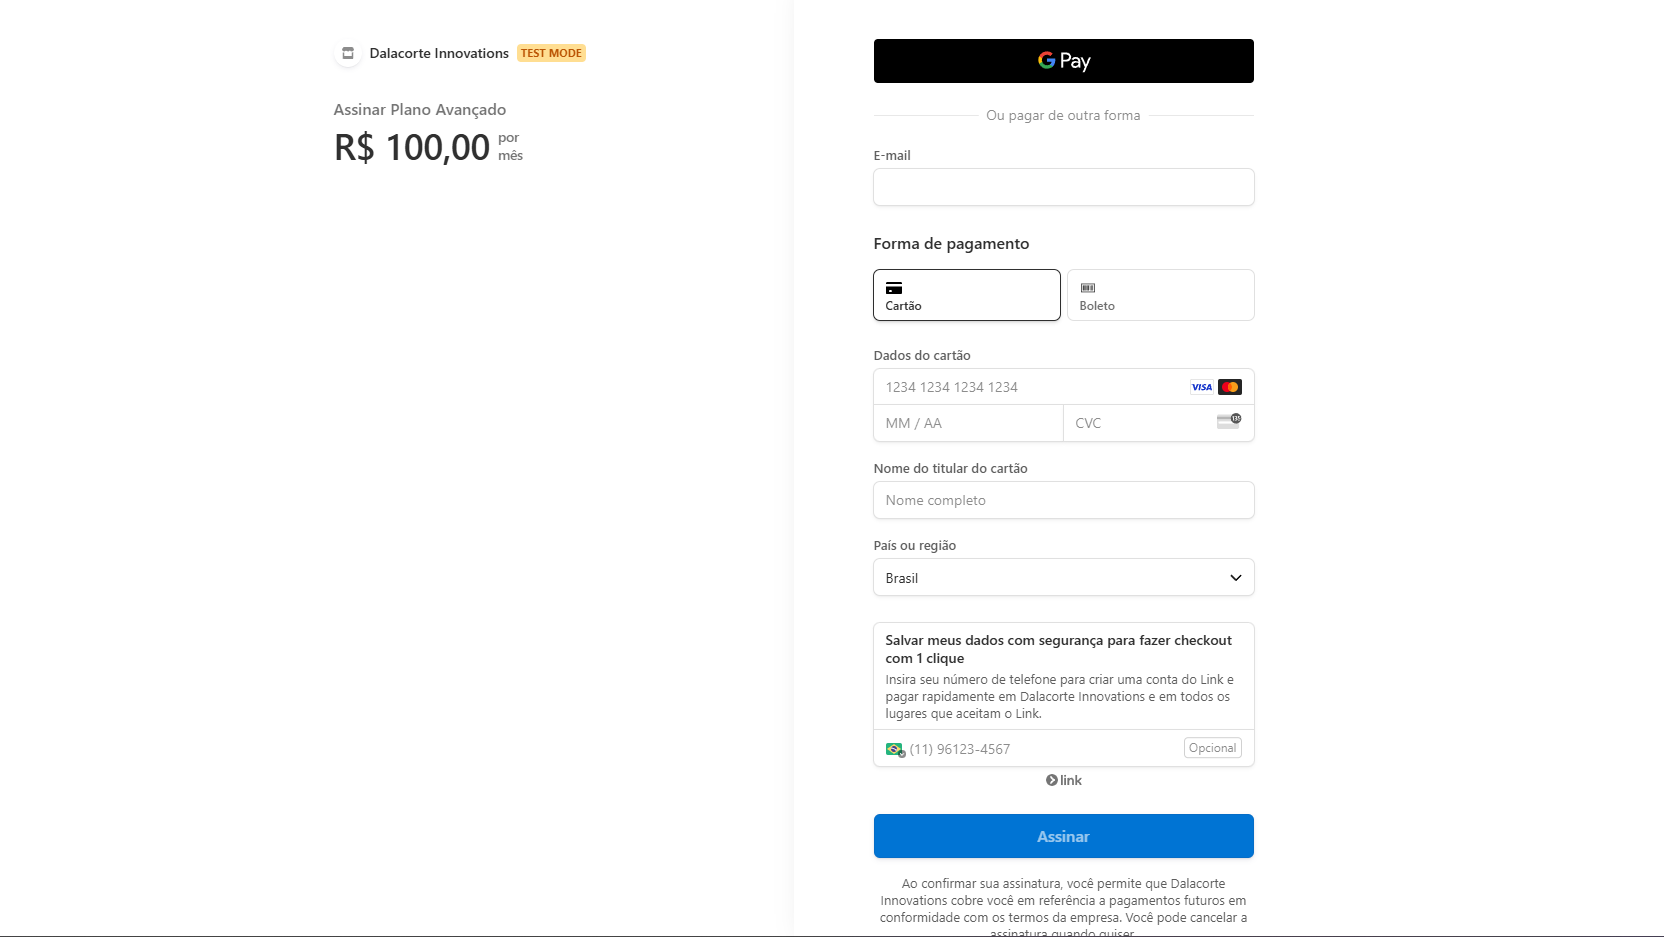 Dalacorte Innovations TEST MODE
Assinar Plano Avançado
R$ 100,00 por
mês
G Pay
Ou pagar de outra forma
E-mail
Forma de pagamento
Cartão
Boleto
Dados do cartão
1234 1234 1234 1234 VISA
MM / AA
CVC 135
Nome do titular do cartão
Nome completo
País ou região
Brasil
Salvar meus dados com segurança para fazer checkout
com 1 clique
Insira seu número de telefone para criar uma conta do Link e
pagar rapidamente em Dalacorte Innovations e em todos os
lugares que aceitam o Link.
(11) 96123-4567 Opcional
link
Assinar
Ao confirmar sua assinatura, você permite que Dalacorte
Innovations cobre você em referência a pagamentos futuros em
conformidade com os termos da empresa. Você pode cancelar a
assinatura quando quiser.